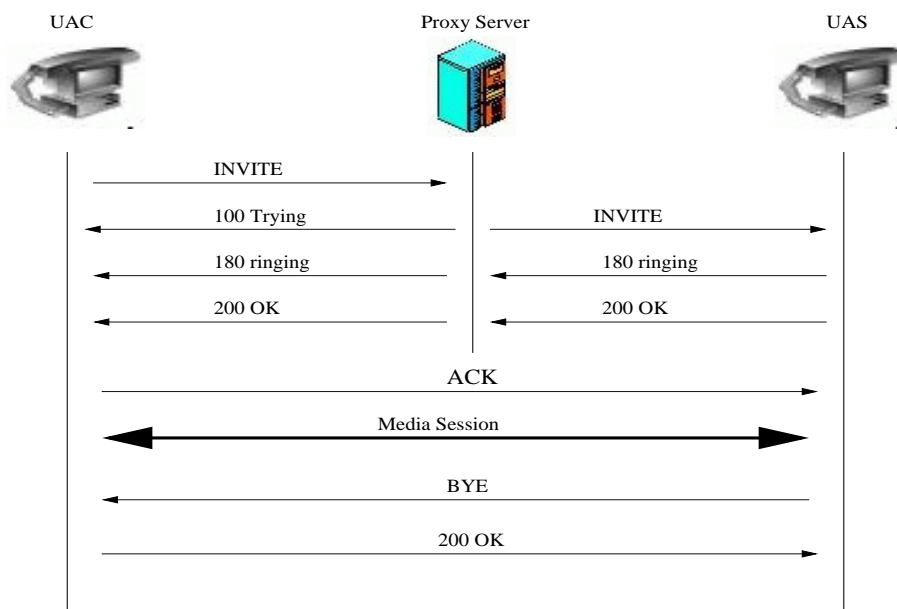 UAC Proxy Server UAS
INVITE
100 Trying INVITE
180 ringing 180 ringing
200 OK 200 OK
ACK
Media Session
BYE
200 OK